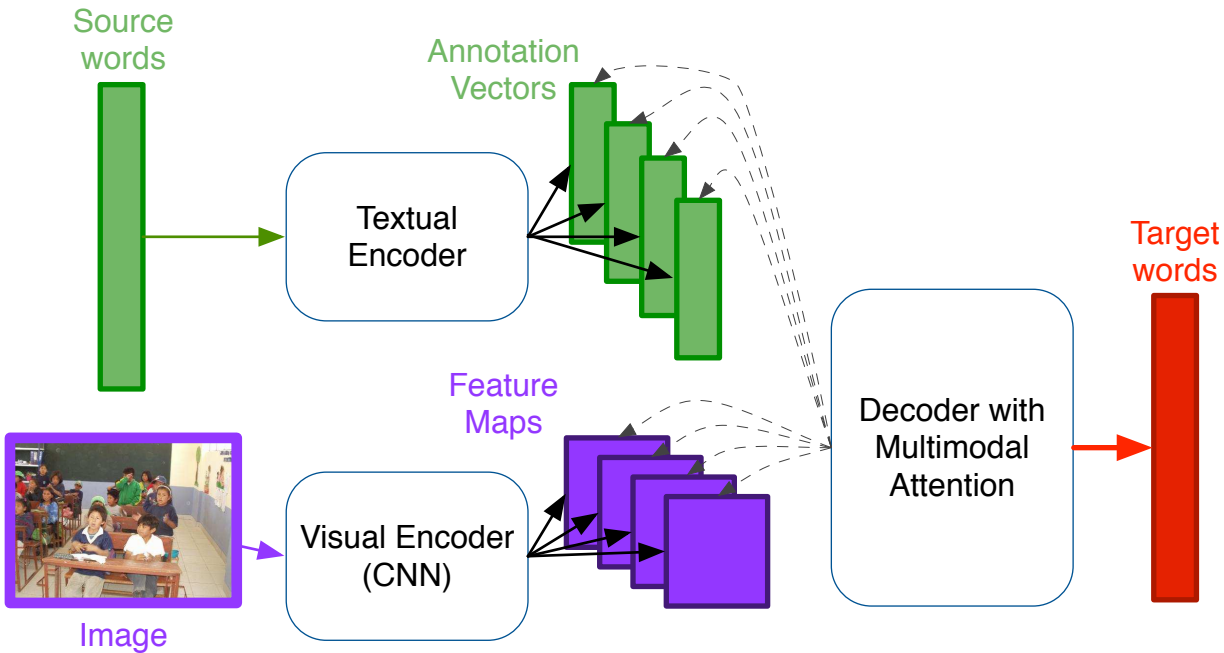 Source
words
Annotation
Vectors
Textual
Encoder
Target
words
Feature
Maps
Decoder with
Multimodal
Attention
Visual Encoder
(CNN)
Image